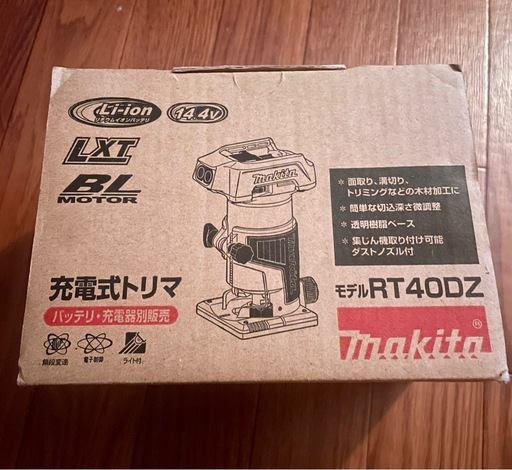 Li-ion
リチウムイオンバッテリ
14.4V
LXT
BL
MOTOR
makita
＊面取り、溝切り、
トリミングなどの木材加工に
＊簡単な切込深さ微調整
＊透明樹脂ベース
＊集じん機取り付け可能
ダストノズル付
充電式トリマ
バッテリ・充電器別販売
無段変速
電子制御
ライト付
モデルRT40DZ
makita®